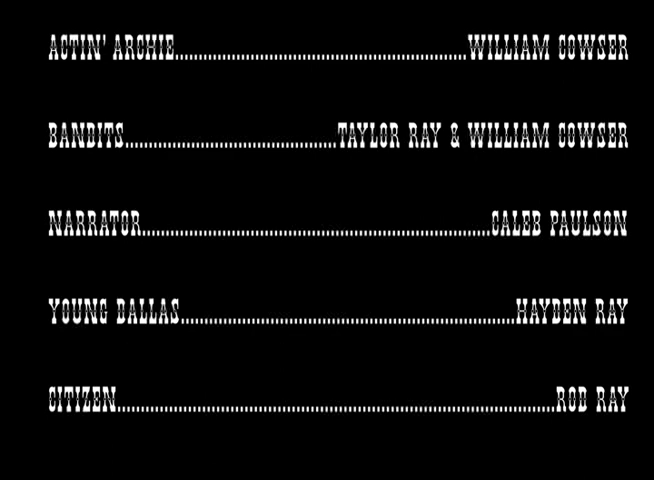 ACTIN' ARCHIE....................................................WILLIAM COWSER
BANDITS......................................TAYLOR RAY & WILLIAM COWSER
NARRATOR...............................................................CALEB PAULSON
YOUNG DALLAS............................................................HAYDEN RAY
CITIZEN...............................................................................ROD RAY